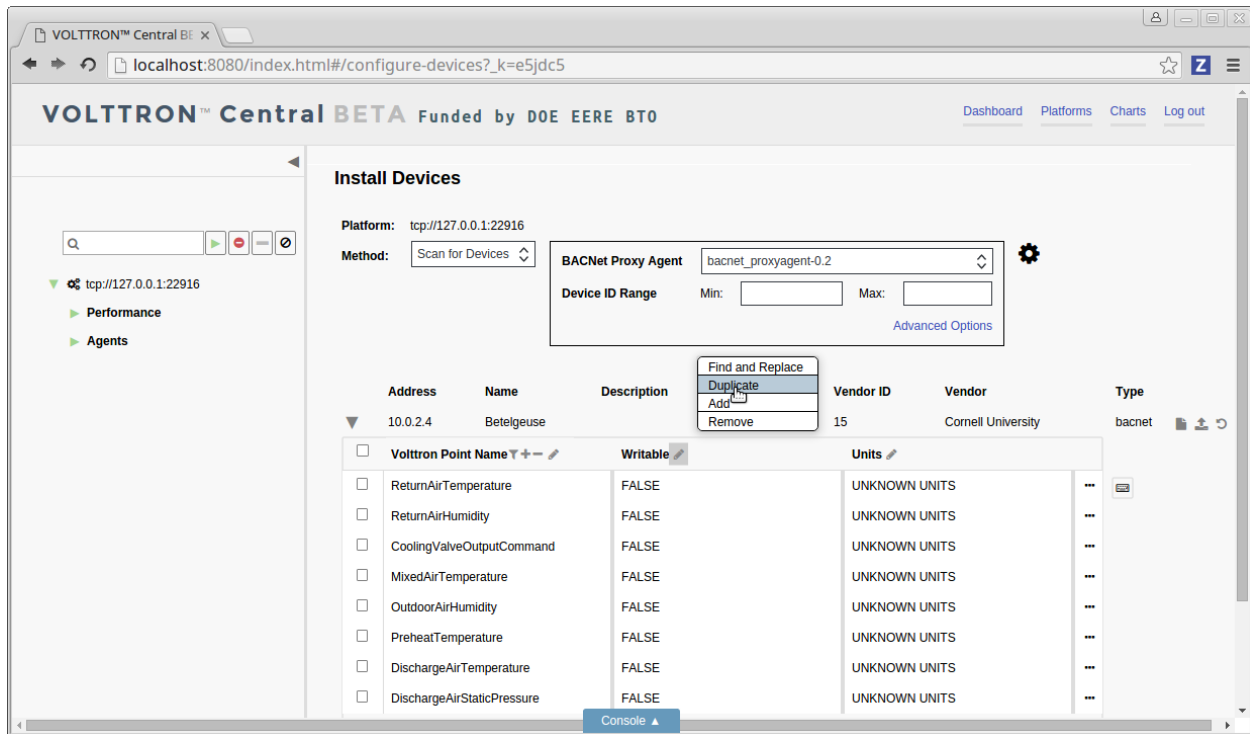 VOLTTRON™ Central BE
localhost:8080/index.html#/configure-devices?_k=e5jdc5
Z
VOLTTRON™ Central BETA Funded by DOE EERE BTO
Dashboard Platforms Charts Log out
Install Devices
Platform: tcp://127.0.0.1:22916
Method: Scan for Devices
BACNet Proxy Agent bacnet_proxyagent-0.2
Device ID Range Min: Max:
Advanced Options
tcp://127.0.0.1:22916
Performance
Agents
Find and Replace
Duplicate
Add
Remove
Address Name Description Vendor ID Vendor Type
10.0.2.4 Betelgeuse 15 Cornell University bacnet
Volttron Point Name Writable Units
ReturnAirTemperature FALSE UNKNOWN UNITS
ReturnAirHumidity FALSE UNKNOWN UNITS
CoolingValveOutputCommand FALSE UNKNOWN UNITS
MixedAirTemperature FALSE UNKNOWN UNITS
OutdoorAirHumidity FALSE UNKNOWN UNITS
PreheatTemperature FALSE UNKNOWN UNITS
DischargeAirTemperature FALSE UNKNOWN UNITS
DischargeAirStaticPressure FALSE UNKNOWN UNITS
Console ▲